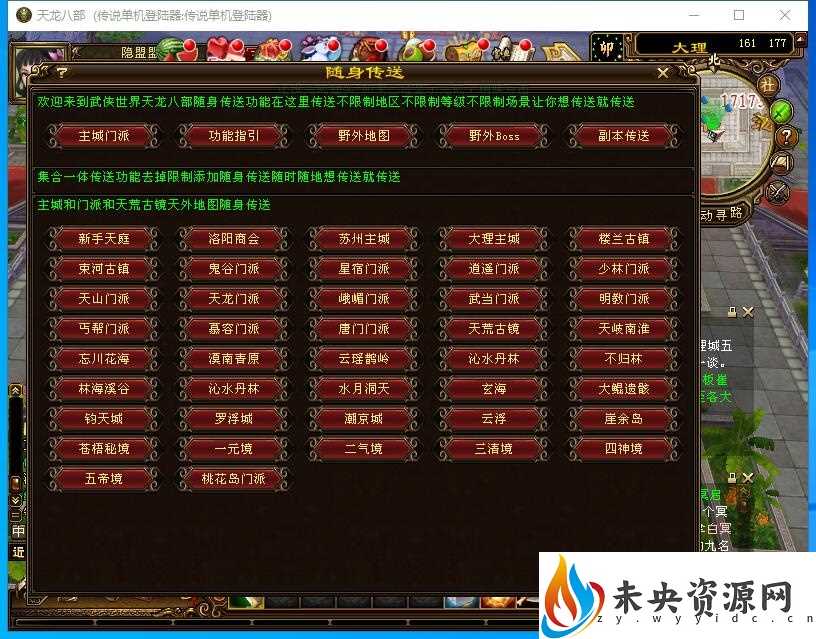 天龙八部 (传说单机登陆器:传说单机登陆器)
隐盟盟
大理 161 177
卯
北
? 随身传送
社
1717.
欢迎来到武侠世界天龙八部随身传送功能在这里传送不限制地区不限制等级不限制场景让你想传送就传送
主城门派 功能指引 野外地图 野外Boss 副本传送
集合一体传送功能去掉限制添加随身传送随时随地想传送就传送
主城和门派和天荒古镜天外地图随身传送
动寻路
新手天庭 洛阳商会 苏州主城 大理主城 楼兰古镇
束河古镇 鬼谷门派 星宿门派 逍遥门派 少林门派
天山门派 天龙门派 峨嵋门派 武当门派 明教门派
丐帮门派 慕容门派 唐门门派 天荒古镜 天岐南淮
忘川花海 漠南青原 云瑶鹊岭 沁水丹林 不归林
林海溪谷 沁水丹林 水月洞天 玄海 大鲲遗骸
钧天城 罗浮城 潮京城 云浮 崖余岛
苍梧秘境 一元境 二气境 三清境 四神境
五帝境 桃花岛门派
理城五
一谈。
板崔
至各大
冥居
个冥
白冥
九名
近
未央资源网
zy.wyyidc.cn